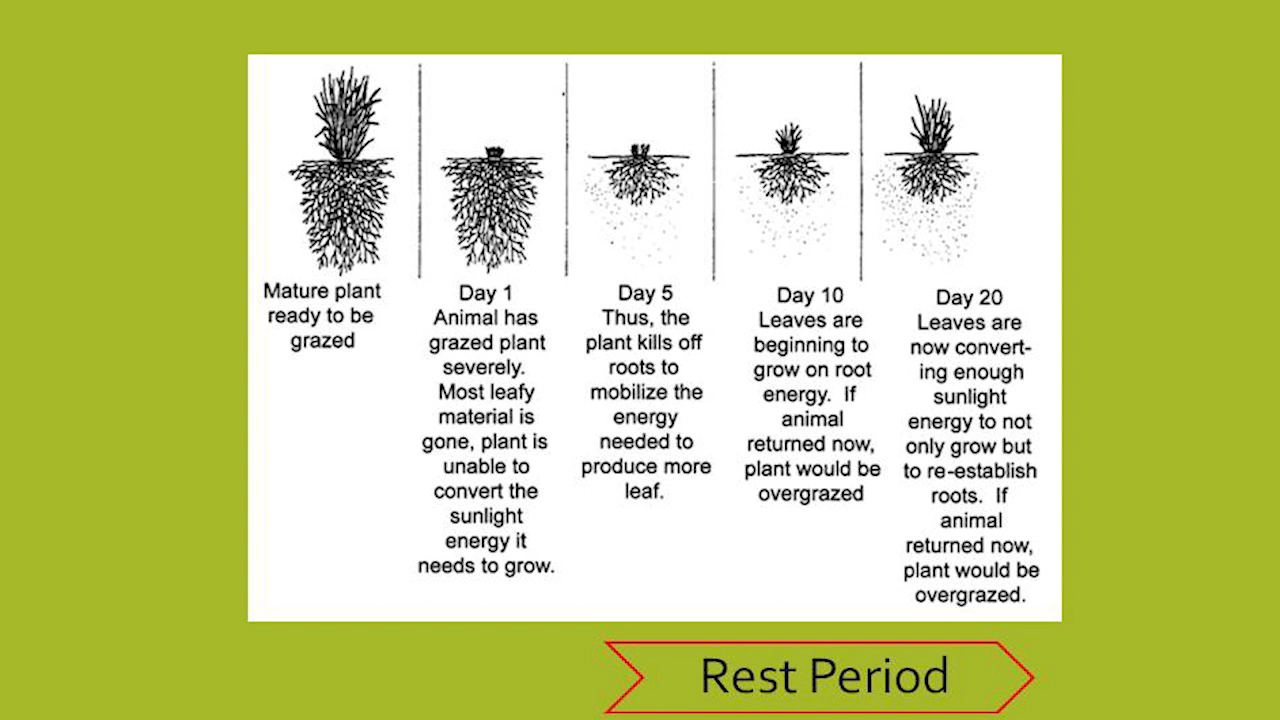 Mature plant
ready to be
grazed
Day 1
Animal has
grazed plant
severely.
Most leafy
material is
gone, plant is
unable to
convert the
sunlight
energy it
needs to grow.
Day 5
Thus, the
plant kills off
roots to
mobilize the
energy
needed to
produce more
leaf.
Day 10
Leaves are
beginning to
grow on root
energy. If
animal
returned now,
plant would be
overgrazed
Day 20
Leaves are
now convert-
ing enough
sunlight
energy to not
only grow but
to re-establish
roots. If
animal
returned now,
plant would be
overgrazed.
Rest Period